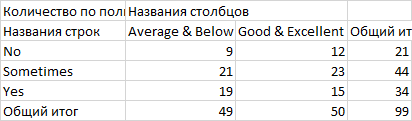 Количество по пол Названия столбцов
Названия строк Average & Below Good & Excellent Общий ит
No 9 12 21
Sometimes 21 23 44
Yes 19 15 34
Общий итог 49 50 99